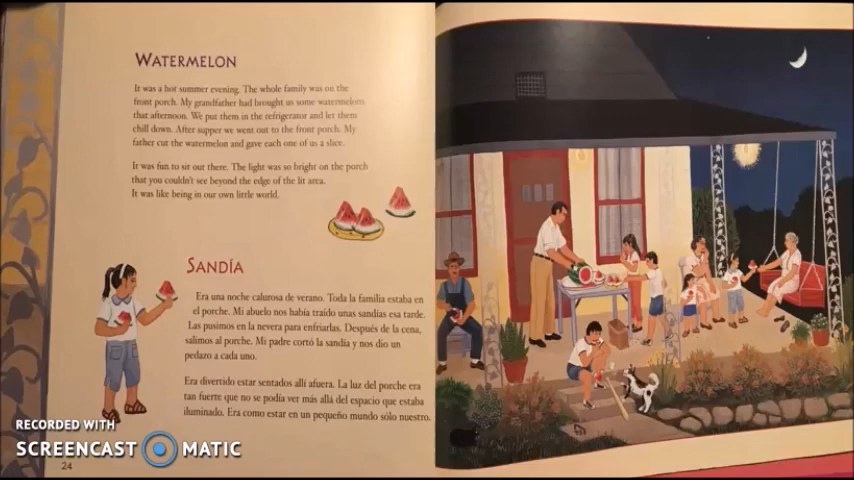 WATERMELON
It was a hot summer evening. The whole family was on the
front porch. My grandfather had brought us some watermelons
that afternoon. We put them in the refrigerator and let them
chill down. After supper we went out to the front porch. My
father cut the watermelon and gave each one of us a slice.
It was fun to sit out there. The light was so bright on the porch
that you couldn't see beyond the edge of the lit area.
It was like being in our own little world.
SANDÍA
Era una noche calurosa de verano. Toda la familia estaba en
el porche. Mi abuelo nos había traído unas sandías esa tarde.
Las pusimos en la nevera para enfriarlas. Después de la cena,
salimos al porche. Mi padre cortó la sandía y nos dio un
pedazo a cada uno.
Era divertido estar sentados allí afuera. La luz del porche era
tan fuerte que no se podía ver más allá del espacio que estaba
iluminado. Era como estar en un pequeño mundo sólo nuestro.
RECORDED WITH
SCREENCAST MATIC
24